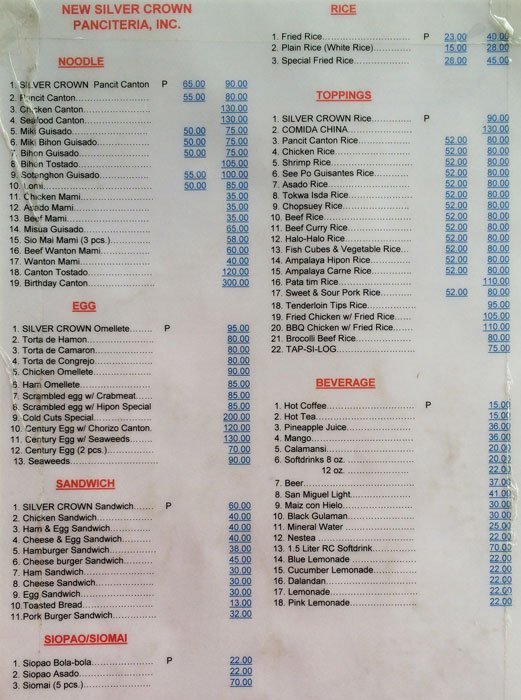 NEW SILVER CROWN
PANCITERIA, INC.
NOODLE
1. SILVER CROWN Pancit Canton P 65.00 90.00
2. Pancit Canton........................ 55.00 80.00
3. Chicken Canton...................... 130.00
4. Seafood Canton...................... 130.00
5. Miki Guisado.......................... 50.00 75.00
6. Miki Bihon Guisado................. 50.00 75.00
7. Bihon Guisado........................ 50.00 75.00
8. Bihon Tostado........................ 105.00
9. Sotanghon Guisado................. 55.00 100.00
10. Lomi.................................... 50.00 85.00
11. Chicken Mami....................... 35.00
12. Asado Mami......................... 35.00
13. Beef Mami........................... 35.00
14. Misua Guisado...................... 65.00
15. Sio Mai Mami (3 pcs.)............. 58.00
16. Beef Wanton Mami................. 60.00
17. Wanton Mami........................ 40.00
18. Canton Tostado..................... 120.00
19. Birthday Canton.................... 300.00
EGG
1. SILVER CROWN Omellete........ P 95.00
2. Torta de Hamon...................... 80.00
3. Torta de Camaron................... 80.00
4. Torta de Congrejo................... 80.00
5. Chicken Omellete................... 90.00
6. Ham Omellete........................ 85.00
7. Scrambled egg w/ Crabmeat..... 85.00
8. Scrambled egg w/ Hipon Special 85.00
9. Cold Cuts Special................... 200.00
10. Century Egg w/ Chorizo Canton. 120.00
11. Century Egg w/ Seaweeds....... 130.00
12. Century Egg (2 pcs.)............. 70.00
13. Seaweeds............................ 90.00
SANDWICH
1. SILVER CROWN Sandwich....... P 60.00
2. Chicken Sandwich................... 40.00
3. Ham & Egg Sandwich.............. 40.00
4. Cheese & Egg Sandwich.......... 40.00
5. Hamburger Sandwich.............. 38.00
6. Cheese burger Sandwich......... 45.00
7. Ham Sandwich....................... 30.00
8. Cheese Sandwich................... 30.00
9. Egg Sandwich........................ 30.00
10.Toasted Bread....................... 13.00
11.Pork Burger Sandwich............. 32.00
SIOPAO/SIOMAI
1. Siopao Bola-bola.................... P 22.00
2. Siopao Asado......................... 22.00
3. Siomai (5 pcs.)...................... 70.00
RICE
1. Fried Rice............................. P 23.00 40.00
2. Plain Rice (White Rice)............ 15.00 28.00
3. Special Fried Rice................... 28.00 45.00
TOPPINGS
1. SILVER CROWN Rice.............. P 90.00
2. COMIDA CHINA..................... 130.00
3. Pancit Canton Rice................. 52.00 80.00
4. Chicken Rice......................... 52.00 80.00
5. Shrimp Rice.......................... 52.00 80.00
6. See Po Guisantes Rice............ 52.00 80.00
7. Asado Rice........................... 52.00 80.00
8. Tokwa Isda Rice.................... 52.00 80.00
9. Chopsuey Rice...................... 52.00 80.00
10. Beef Rice............................ 52.00 80.00
11. Beef Curry Rice................... 52.00 80.00
12. Halo-Halo Rice.................... 52.00 80.00
13. Fish Cubes & Vegetable Rice... 52.00 80.00
14. Ampalaya Hipon Rice............ 52.00 80.00
15. Ampalaya Carne Rice............ 52.00 80.00
16. Pata tim Rice...................... 110.00
17. Sweet & Sour Pork Rice........ 52.00 80.00
18. Tenderloin Tips Rice............. 95.00
19. Fried Chicken w/ Fried Rice.... 105.00
20. BBQ Chicken w/ Fried Rice..... 110.00
21. Brocolli Beef Rice................ 80.00
22. TAP-SI-LOG........................ 75.00
BEVERAGE
1. Hot Coffee........................... P 15.00
2. Hot Tea............................... 15.00
3. Pineapple Juice.................... 36.00
4. Mango................................. 36.00
5. Calamansi............................ 20.00
6. Softdrinks 8 oz. ................... 20.00
12 oz. .................... 22.00
7. Beer................................... 37.00
8. San Miguel Light................... 41.00
9. Maiz con Hielo...................... 30.00
10. Black Gulaman.................... 30.00
11. Mineral Water..................... 25.00
12. Nestea.............................. 22.00
13. 1.5 Liter RC Softdrink........... 70.00
14. Blue Lemonade.................... 22.00
15. Cucumber Lemonade............. 22.00
16. Dalandan............................ 22.00
17. Lemonade........................... 22.00
18. Pink Lemonade.................... 22.00